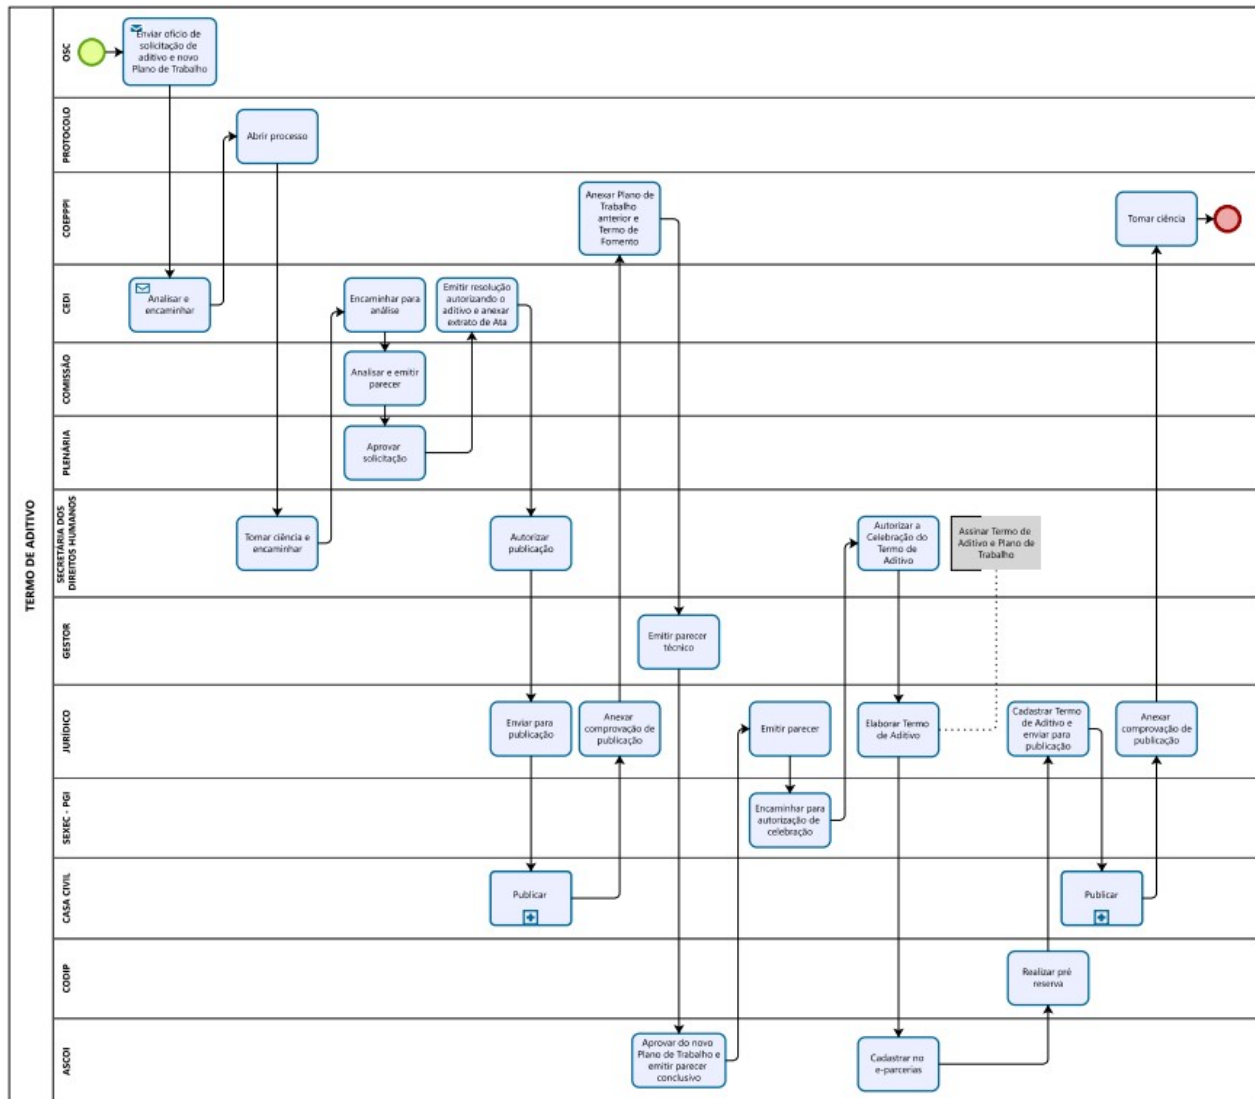 TERMO DE ADITIVO
OSC
Enviar ofício de
solicitação de
aditivo e novo
Plano de Trabalho
PROTOCOLO
Abrir processo
COEPPPI
Anexar Plano de
Trabalho
anterior e
Termo de
Fomento
Tomar ciência
CEDI
Analisar e
encaminhar
Encaminhar para
análise
Emitir resolução
autorizando o
aditivo e anexar
extrato de Ata
COMISSÃO
Analisar e emitir
parecer
PLENÁRIA
Aprovar
solicitação
SECRETÁRIA DOS
DIREITOS HUMANOS
Tomar ciência e
encaminhar
Autorizar
publicação
Autorizar a
Celebração do
Termo de
Aditivo
Assinar Termo de
Aditivo e Plano de
Trabalho
GESTOR
Emitir parecer
técnico
JURÍDICO
Enviar para
publicação
Anexar
comprovação de
publicação
Emitir parecer
Elaborar Termo
de Aditivo
Cadastrar Termo
de Aditivo e
enviar para
publicação
Anexar
comprovação de
publicação
SEXEC - PGI
Encaminhar para
autorização de
celebração
CASA CIVIL
Publicar
Publicar
CODIP
Realizar pré
reserva
ASCOI
Aprovar do novo
Plano de Trabalho e
emitir parecer
conclusivo
Cadastrar no
e-parcerias